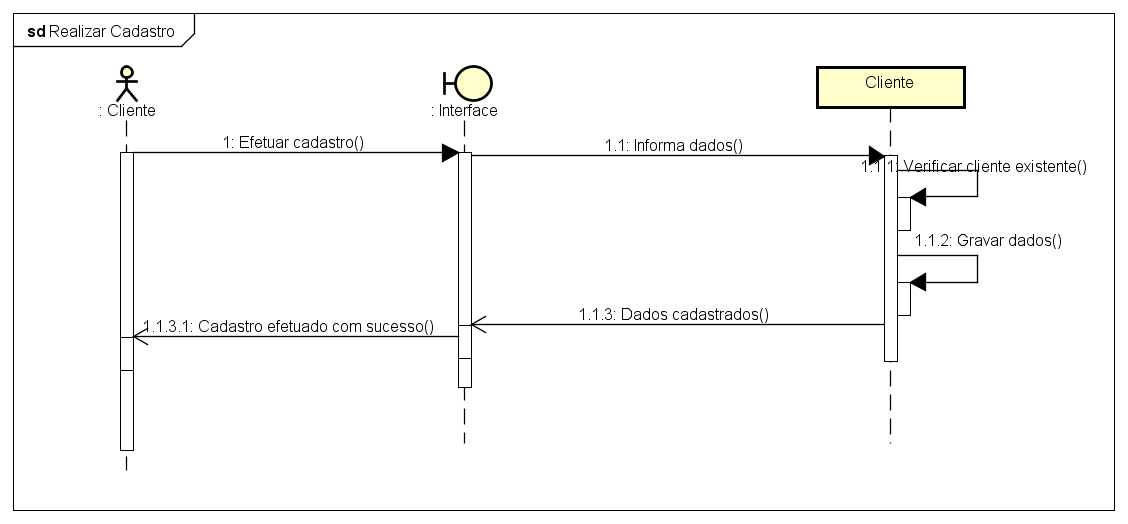 sd Realizar Cadastro
: Cliente
: Interface
Cliente
1: Efetuar cadastro()
1.1: Informa dados()
1.1.1: Verificar cliente existente()
1.1.2: Gravar dados()
1.1.3: Dados cadastrados()
1.1.3.1: Cadastro efetuado com sucesso()